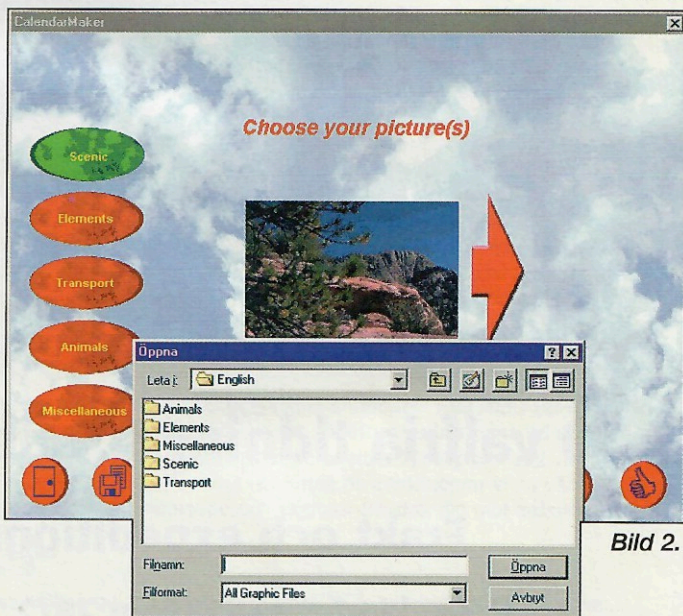 CalendarMaker
Choose your picture(s)
Scenic
Elements
Transport
Animals
Miscellaneous
Öppna
Leta i: English
Animals
Elements
Miscellaneous
Scenic
Transport
Filnamn:
Öppna
Filformat: All Graphic Files
Avbryt
Bild 2.